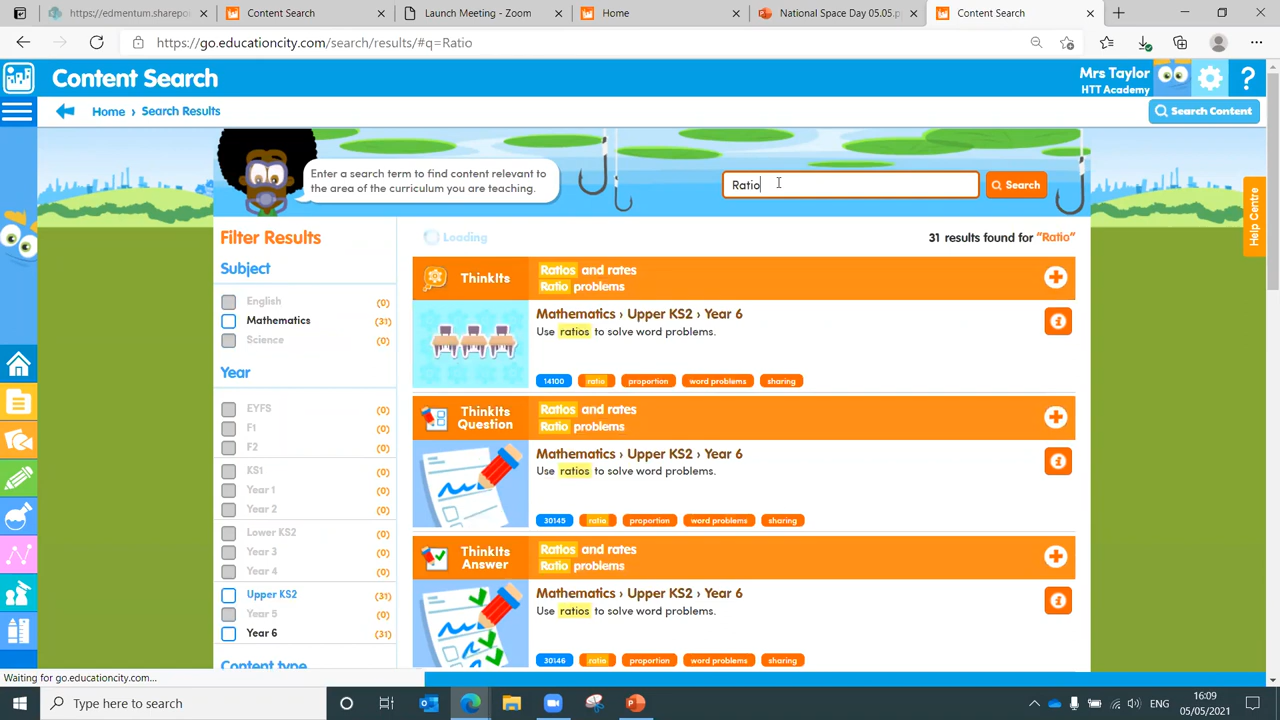 https://edmentum.sharepoi
Content Search
Launch Meeting - Zoom
Home
National Space Day 05.05.p
Content Search
https://go.educationcity.com/search/results/#q=Ratio
Content Search
Mrs Taylor
HTT Academy
?
Home › Search Results
Search Content
Enter a search term to find content relevant to
the area of the curriculum you are teaching.
Ratio
Search
Help Centre
Filter Results
Loading
31 results found for "Ratio"
Subject
English (0)
Mathematics (31)
Science (0)
Year
EYFS (0)
F1 (0)
F2 (0)
KS1 (0)
Year 1 (0)
Year 2 (0)
Lower KS2 (0)
Year 3 (0)
Year 4 (0)
Upper KS2 (31)
Year 5 (0)
Year 6 (31)
Content type
ThinkIts
Ratios and rates
Ratio problems
Mathematics › Upper KS2 › Year 6
Use ratios to solve word problems.
14100 ratio proportion word problems sharing
ThinkIts
Question
Ratios and rates
Ratio problems
Mathematics › Upper KS2 › Year 6
Use ratios to solve word problems.
30145 ratio proportion word problems sharing
ThinkIts
Answer
Ratios and rates
Ratio problems
Mathematics › Upper KS2 › Year 6
Use ratios to solve word problems.
30146 ratio proportion word problems sharing
Waiting for go.educationcity.com...
Type here to search
ENG
16:09
05/05/2021